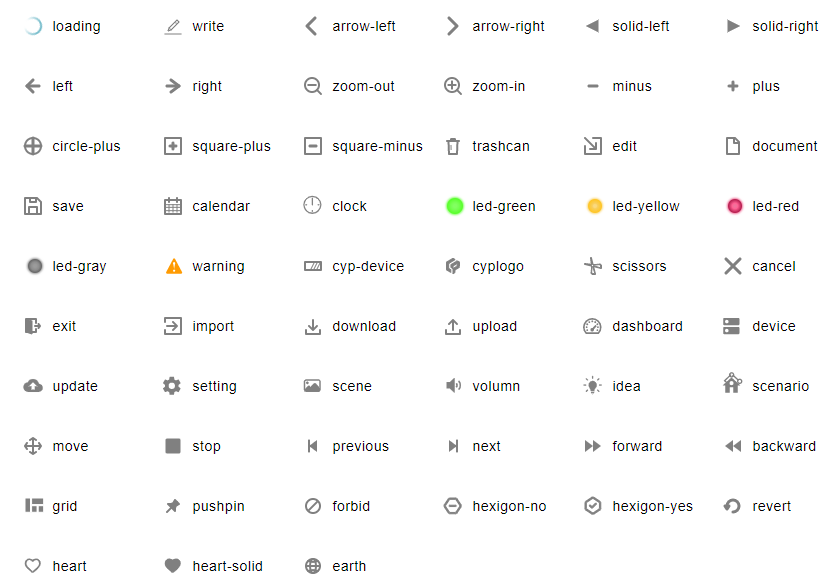 loading write arrow-left arrow-right solid-left solid-right
left right zoom-out zoom-in minus plus
circle-plus square-plus square-minus trashcan edit document
save calendar clock led-green led-yellow led-red
led-gray warning cyp-device cyplogo scissors cancel
exit import download upload dashboard device
update setting scene volumn idea scenario
move stop previous next forward backward
grid pushpin forbid hexigon-no hexigon-yes revert
heart heart-solid earth